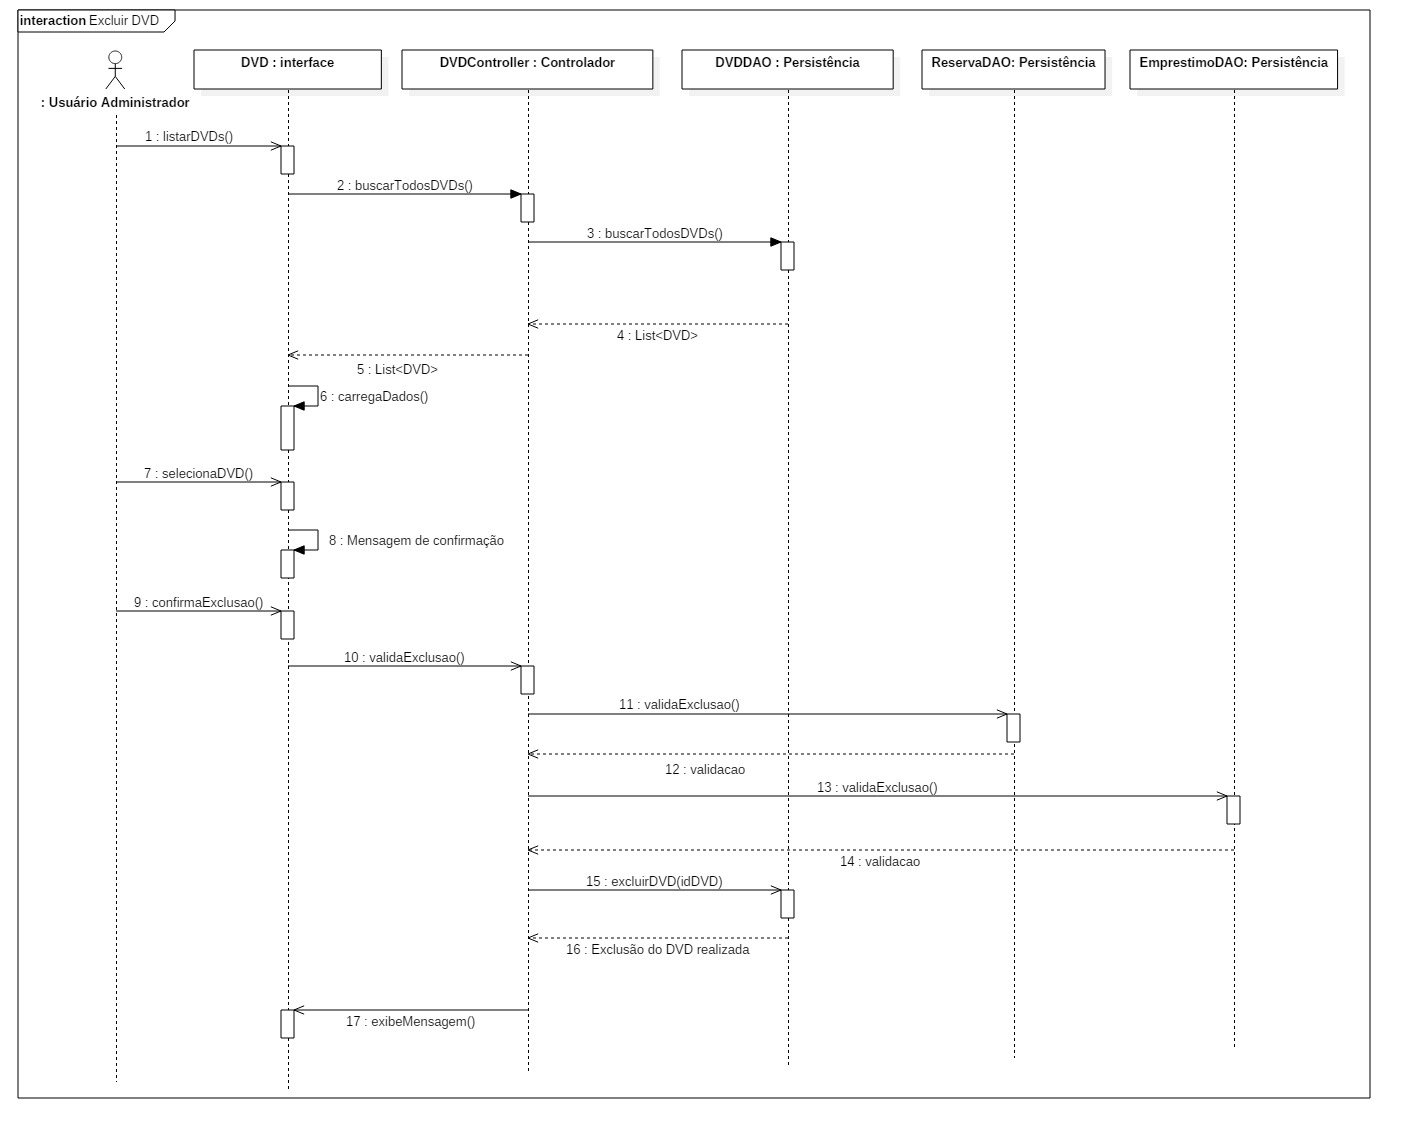 interaction Excluir DVD
DVD : interface
DVDController : Controlador
DVDDAO : Persistência
ReservaDAO: Persistência
EmprestimoDAO: Persistência
: Usuário Administrador
1 : listarDVDs()
2 : buscarTodosDVDs()
3 : buscarTodosDVDs()
4 : List<DVD>
5 : List<DVD>
6 : carregaDados()
7 : selecionaDVD()
8 : Mensagem de confirmação
9 : confirmaExclusao()
10 : validaExclusao()
11 : validaExclusao()
12 : validacao
13 : validaExclusao()
14 : validacao
15 : excluirDVD(idDVD)
16 : Exclusão do DVD realizada
17 : exibeMensagem()